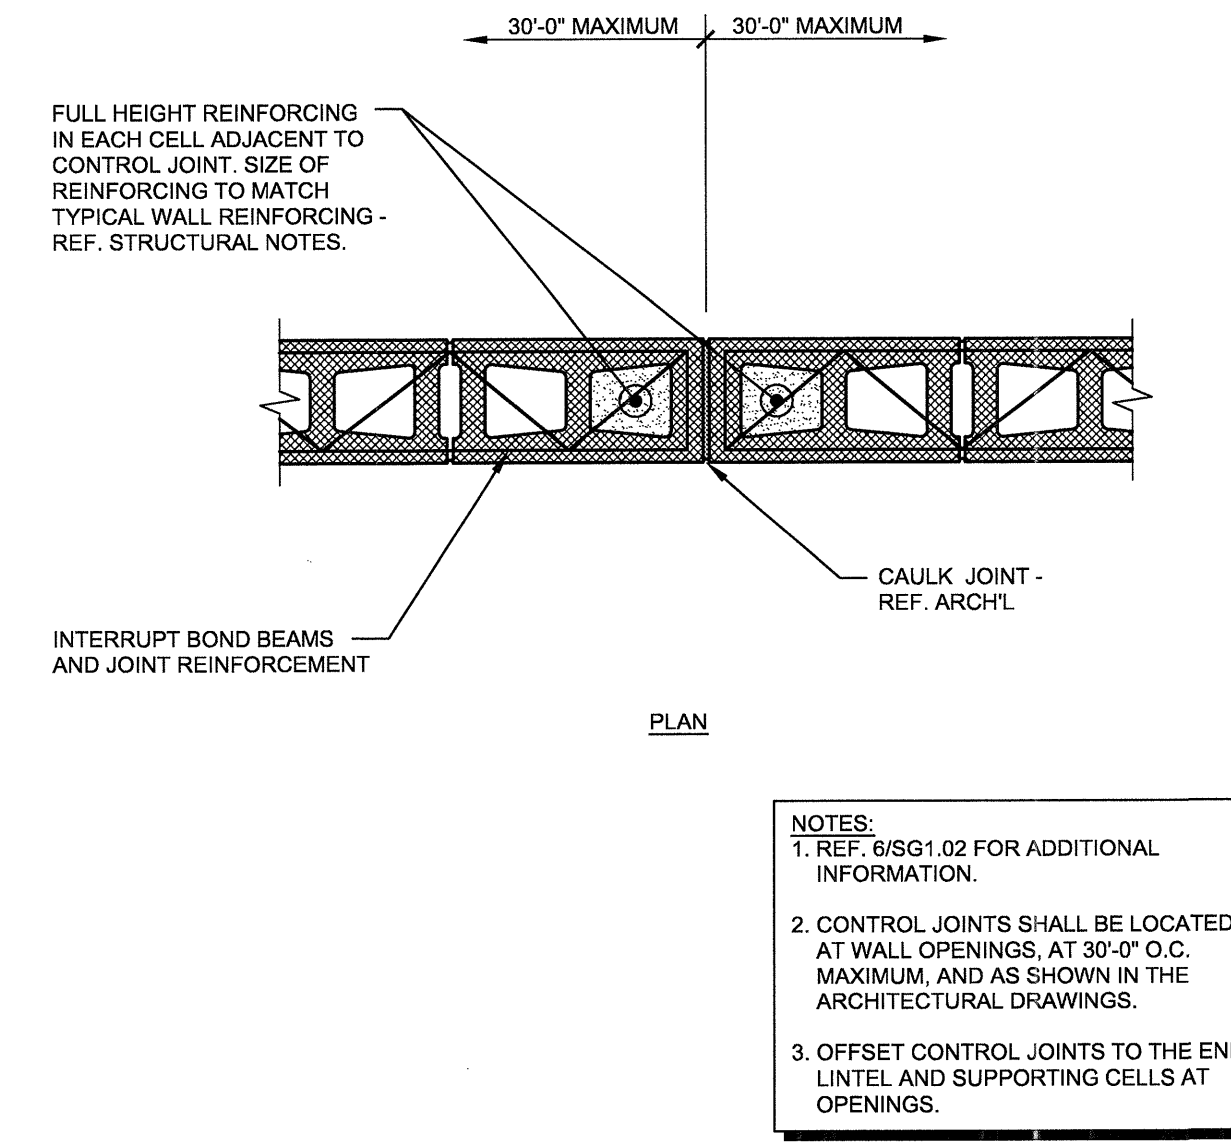 30'-0" MAXIMUM 30'-0" MAXIMUM
FULL HEIGHT REINFORCING
IN EACH CELL ADJACENT TO
CONTROL JOINT. SIZE OF
REINFORCING TO MATCH
TYPICAL WALL REINFORCING -
REF. STRUCTURAL NOTES.
CAULK JOINT -
REF. ARCH'L
INTERRUPT BOND BEAMS
AND JOINT REINFORCEMENT
PLAN
NOTES:
1. REF. 6/SG1.02 FOR ADDITIONAL
INFORMATION.
2. CONTROL JOINTS SHALL BE LOCATED
AT WALL OPENINGS, AT 30'-0" O.C.
MAXIMUM, AND AS SHOWN IN THE
ARCHITECTURAL DRAWINGS.
3. OFFSET CONTROL JOINTS TO THE
LINTEL AND SUPPORTING CELLS AT
OPENINGS.